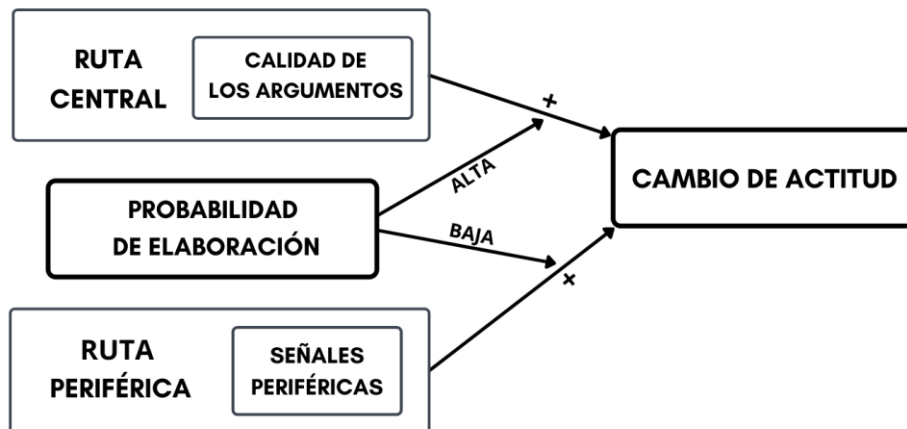 RUTA
CENTRAL
CALIDAD DE
LOS ARGUMENTOS
+
ALTA
PROBABILIDAD
DE ELABORACIÓN
BAJA
+
CAMBIO DE ACTITUD
RUTA
PERIFÉRICA
SEÑALES
PERIFÉRICAS